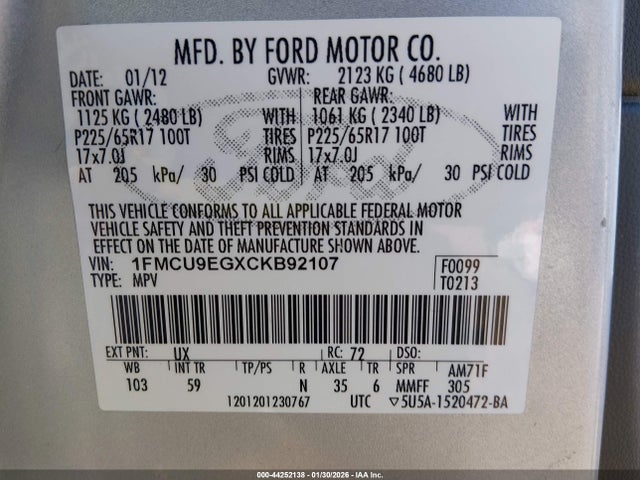 MFD. BY FORD MOTOR CO.
DATE: 01/12 GVWR: 2123 KG ( 4680 LB)
FRONT GAWR: REAR GAWR:
1125 KG ( 2480 LB) WITH 1061 KG ( 2340 LB) WITH
P225/65R17 100T TIRES P225/65R17 100T TIRES
17x7.0J RIMS 17x7.0J RIMS
AT 205 kPa/ 30 PSI COLD AT 205 kPa/ 30 PSI COLD
Ford
THIS VEHICLE CONFORMS TO ALL APPLICABLE FEDERAL MOTOR
VEHICLE SAFETY AND THEFT PREVENTION STANDARDS IN
EFFECT ON THE DATE OF MANUFACTURE SHOWN ABOVE.
VIN: 1FMCU9EGXCKB92107 F0099
TYPE: MPV T0213
EXT PNT: UX RC: 72 DSO:
WB INT TR TP/PS R AXLE TR SPR AM71F
103 59 N 35 6 MMFF 305
1201201230767 UTC ▽5U5A-1520472-BA
000-44252138 - 01/30/2026 - IAA Inc.